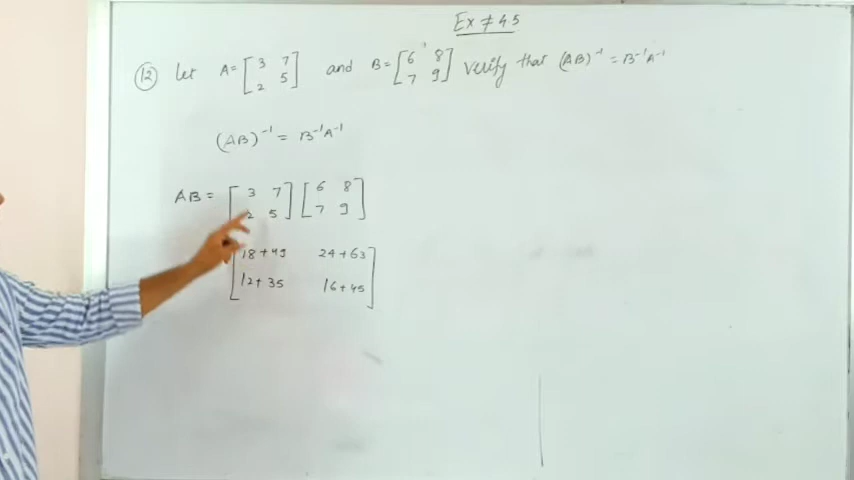 Ex ≠ 4.5
(12) Let A = [3 7 and B = [6 8 verify that (AB)⁻¹ = B⁻¹A⁻¹
2 5] 7 9]
(AB)⁻¹ = B⁻¹A⁻¹
AB = [3 7 [6 8
2 5] 7 9]
[18+49 24+63
12+35 16+45]